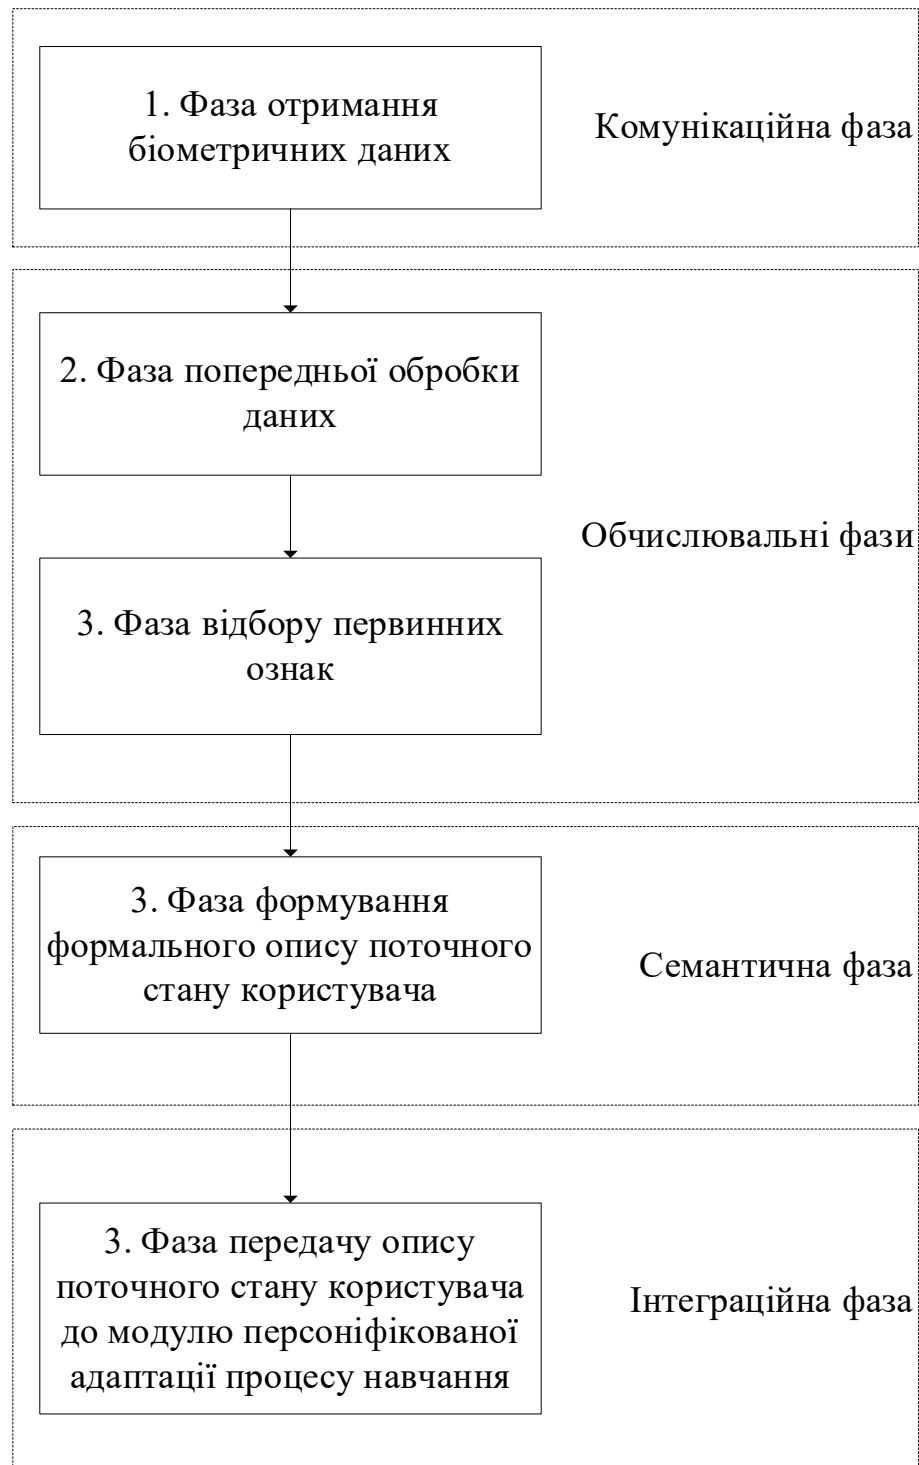 1. Фаза отримання
біометричних даних
Комунікаційна фаза
2. Фаза попередньої обробки
даних
Обчислювальні фази
3. Фаза відбору первинних
ознак
3. Фаза формування
формального опису поточного
стану користувача
Семантична фаза
3. Фаза передачу опису
поточного стану користувача
до модулю персоніфікованої
адаптації процесу навчання
Інтеграційна фаза